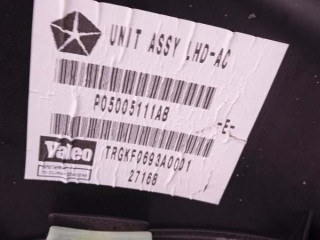 UNIT ASSY LHD-AC
P05005111AB
-E-
Valeo
TRGKF0693A0001
27168